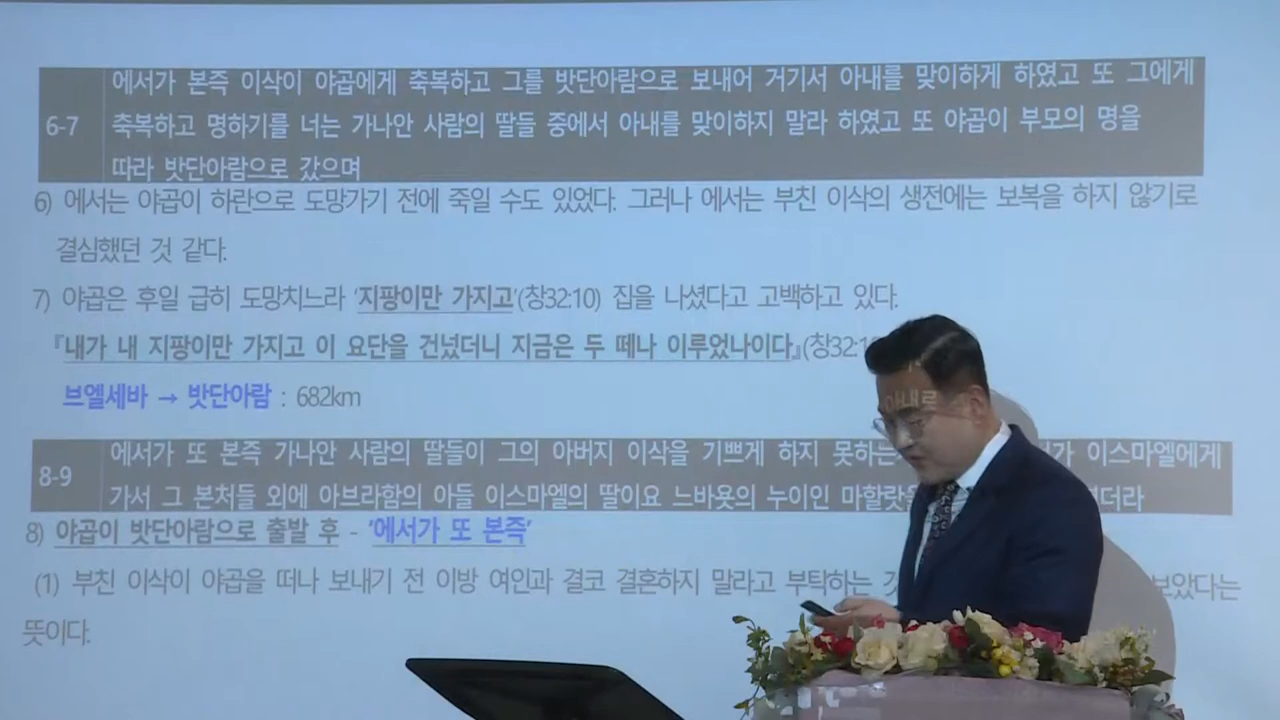 에서가 본즉 이삭이 야곱에게 축복하고 그를 밧단아람으로 보내어 거기서 아내를 맞이하게 하였고 또 그에게
6-7 축복하고 명하기를 너는 가나안 사람의 딸들 중에서 아내를 맞이하지 말라 하였고 또 야곱이 부모의 명을
따라 밧단아람으로 갔으며
6) 에서는 야곱이 하란으로 도망가기 전에 죽일 수도 있었다. 그러나 에서는 부친 이삭의 생전에는 보복을 하지 않기로
결심했던 것 같다.
7) 야곱은 후일 급히 도망치느라 '지팡이만 가지고'(창32:10) 집을 나셨다고 고백하고 있다.
『내가 내 지팡이만 가지고 이 요단을 건넜더니 지금은 두 떼나 이루었나이다』(창32:1
브엘세바 → 밧단아람 : 682km
에서가 또 본즉 가나안 사람의 딸들이 그의 아버지 이삭을 기쁘게 하지 못하는 이스마엘에게
8-9 가서 그 본처들 외에 아브라함의 아들 이스마엘의 딸이요 느바욧의 누이인 마할랏을 아내로
8) 야곱이 밧단아람으로 출발 후 - '에서가 또 본즉'
(1) 부친 이삭이 야곱을 떠나 보내기 전 이방 여인과 결코 결혼하지 말라고 부탁하는 보았다는
뜻이다.